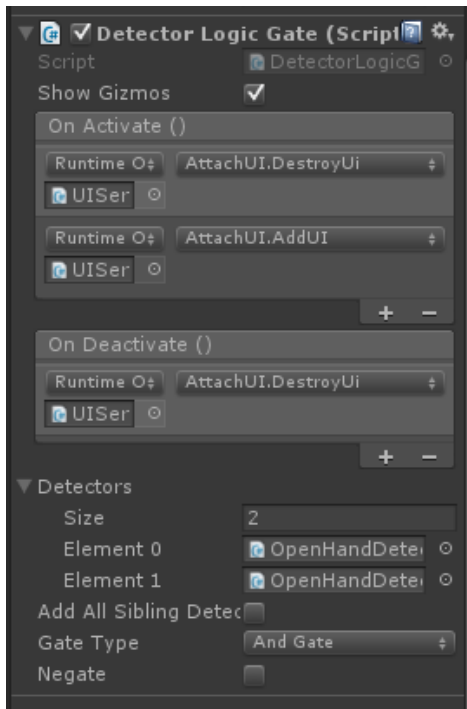 Detector Logic Gate (Script
Script DetectorLogicG
Show Gizmos
On Activate ()
Runtime O AttachUI.DestroyUi
UISer
Runtime O AttachUI.AddUI
UISer
+ −
On Deactivate ()
Runtime O AttachUI.DestroyUi
UISer
+ −
Detectors
Size 2
Element 0 OpenHandDete
Element 1 OpenHandDete
Add All Sibling Detec
Gate Type And Gate
Negate